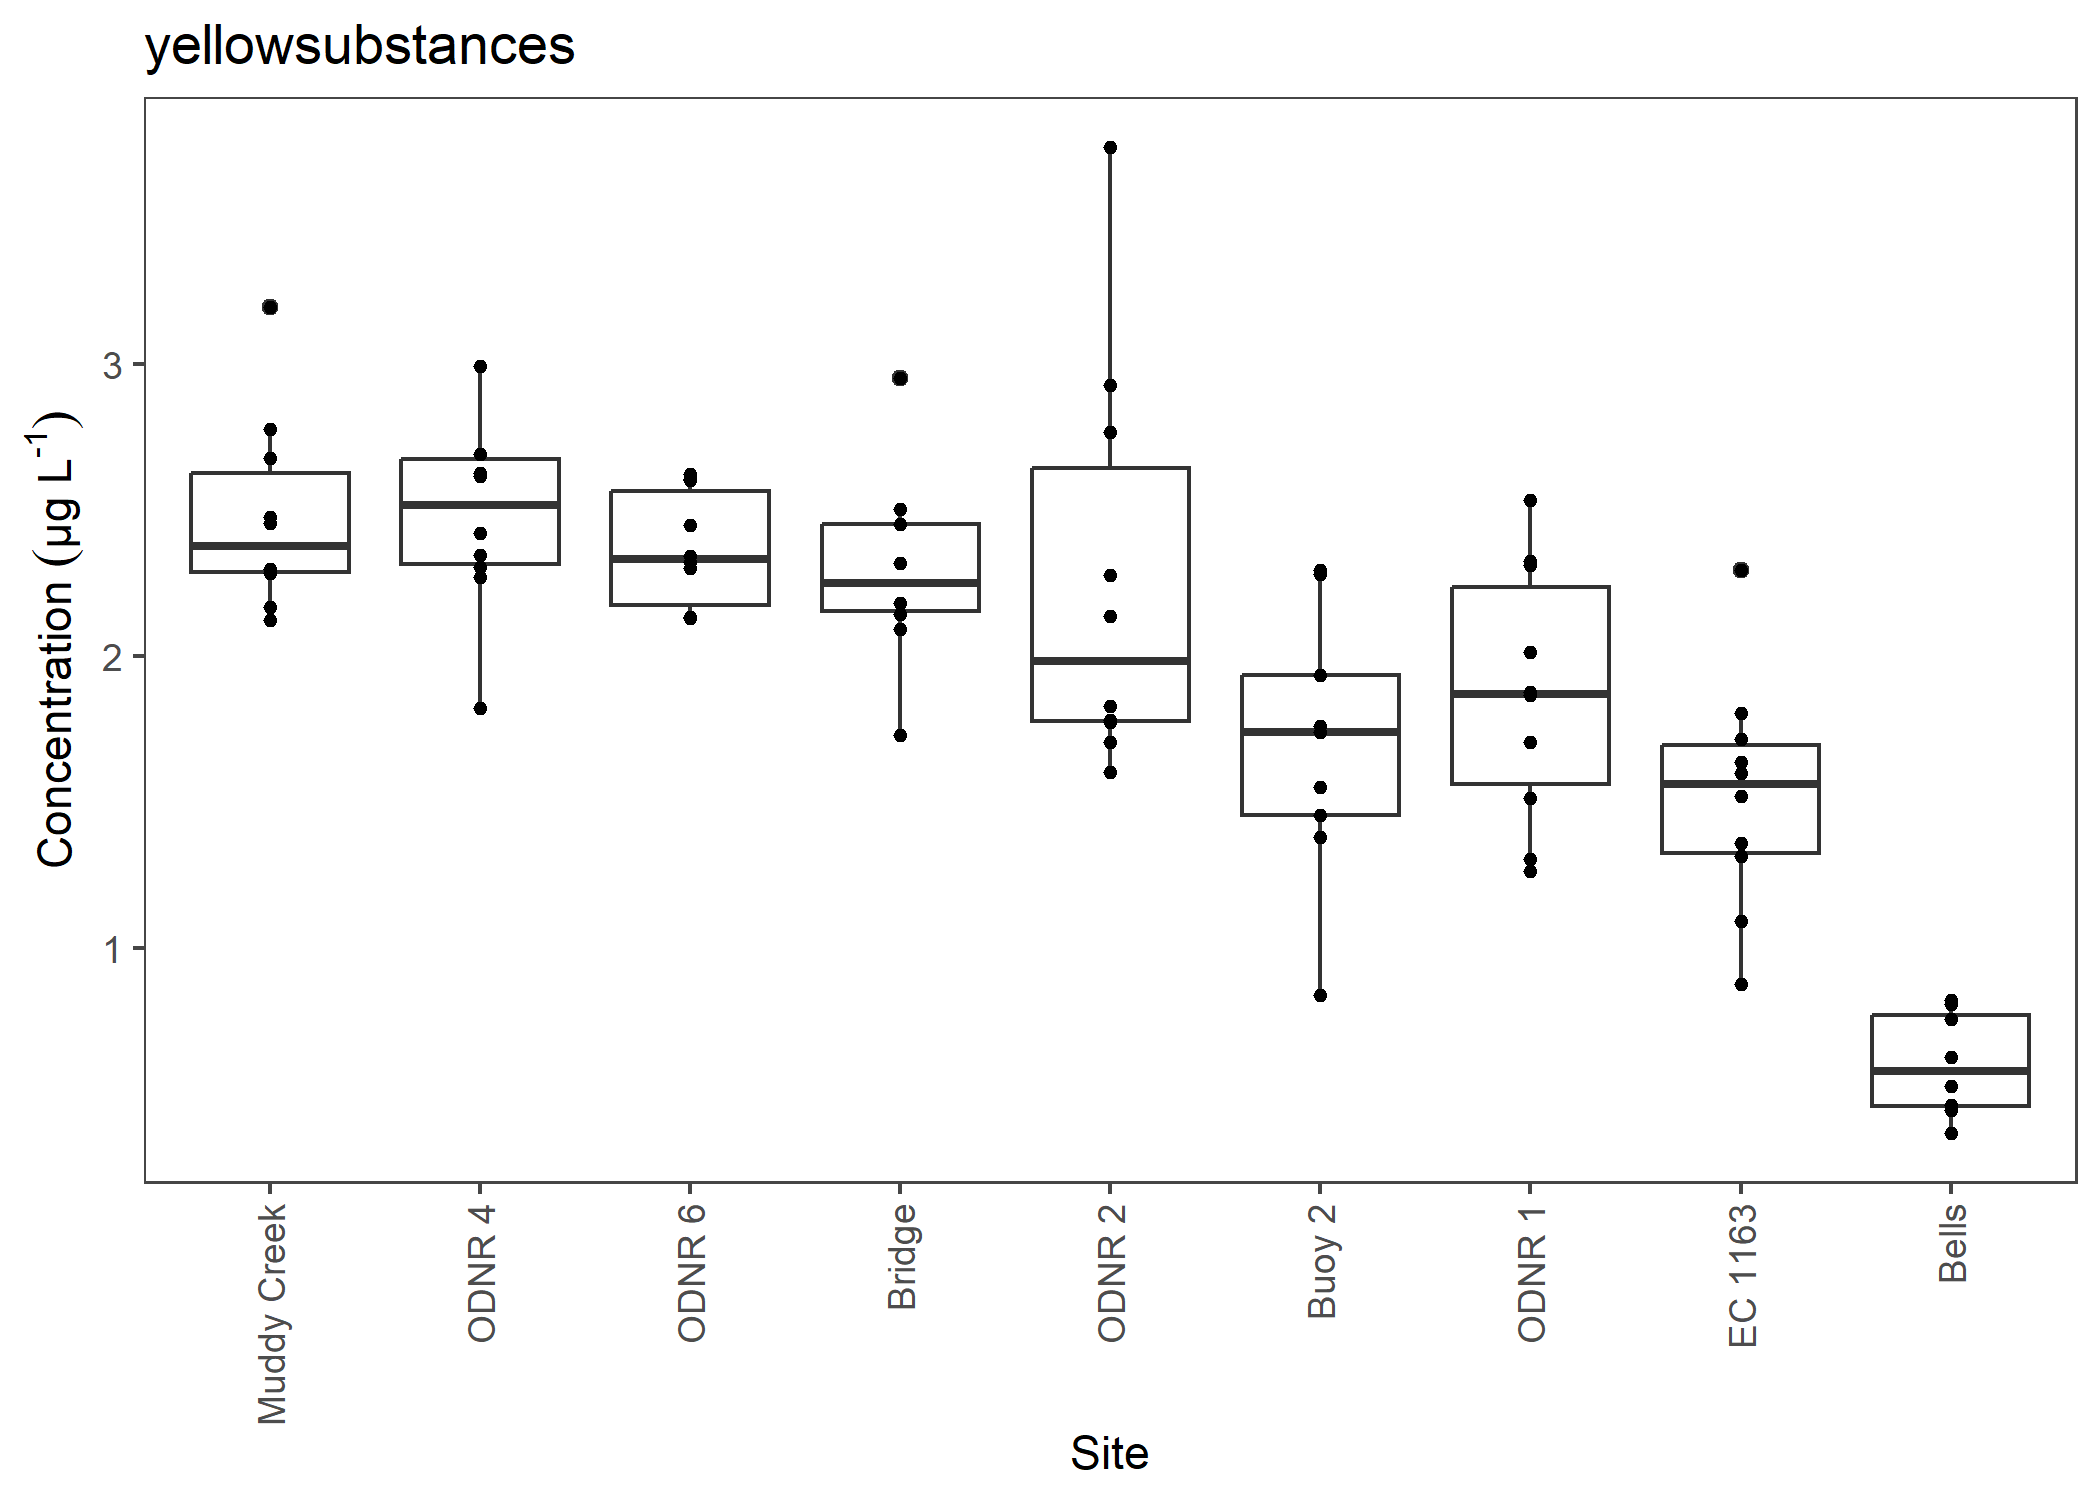 yellowsubstances
Concentration (µg L⁻¹)
3
2
1
Muddy Creek
ODNR 4
ODNR 6
Bridge
ODNR 2
Buoy 2
ODNR 1
EC 1163
Bells
Site